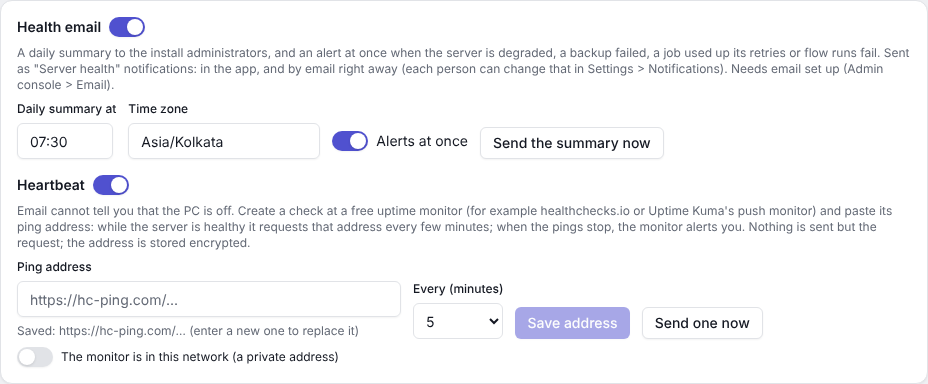 Health email
A daily summary to the install administrators, and an alert at once when the server is degraded, a backup failed, a job used up its retries or flow runs fail. Sent
as "Server health" notifications: in the app, and by email right away (each person can change that in Settings > Notifications). Needs email set up (Admin
console > Email).
Daily summary at Time zone
07:30 Asia/Kolkata Alerts at once Send the summary now
Heartbeat
Email cannot tell you that the PC is off. Create a check at a free uptime monitor (for example healthchecks.io or Uptime Kuma's push monitor) and paste its
ping address: while the server is healthy it requests that address every few minutes; when the pings stop, the monitor alerts you. Nothing is sent but the
request; the address is stored encrypted.
Ping address
https://hc-ping.com/...
Every (minutes)
5 Save address Send one now
Saved: https://hc-ping.com/... (enter a new one to replace it)
The monitor is in this network (a private address)